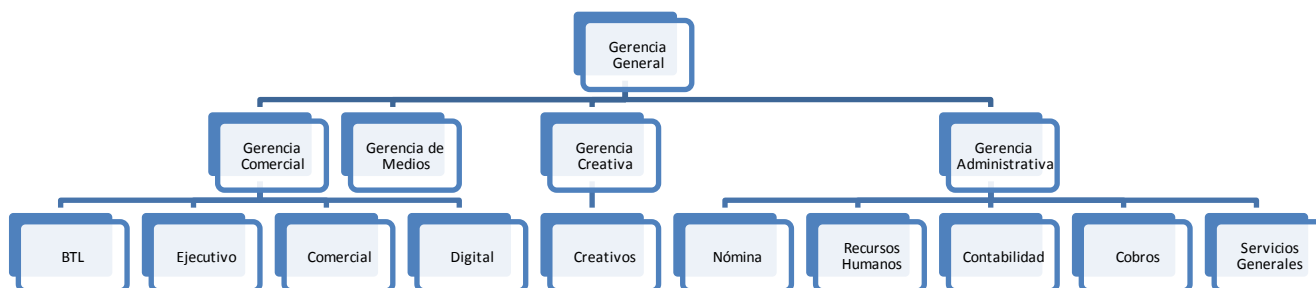 Gerencia
General
Gerencia
Comercial
Gerencia de
Medios
Gerencia
Creativa
Gerencia
Administrativa
BTL
Ejecutivo
Comercial
Digital
Creativos
Nómina
Recursos
Humanos
Contabilidad
Cobros
Servicios
Generales